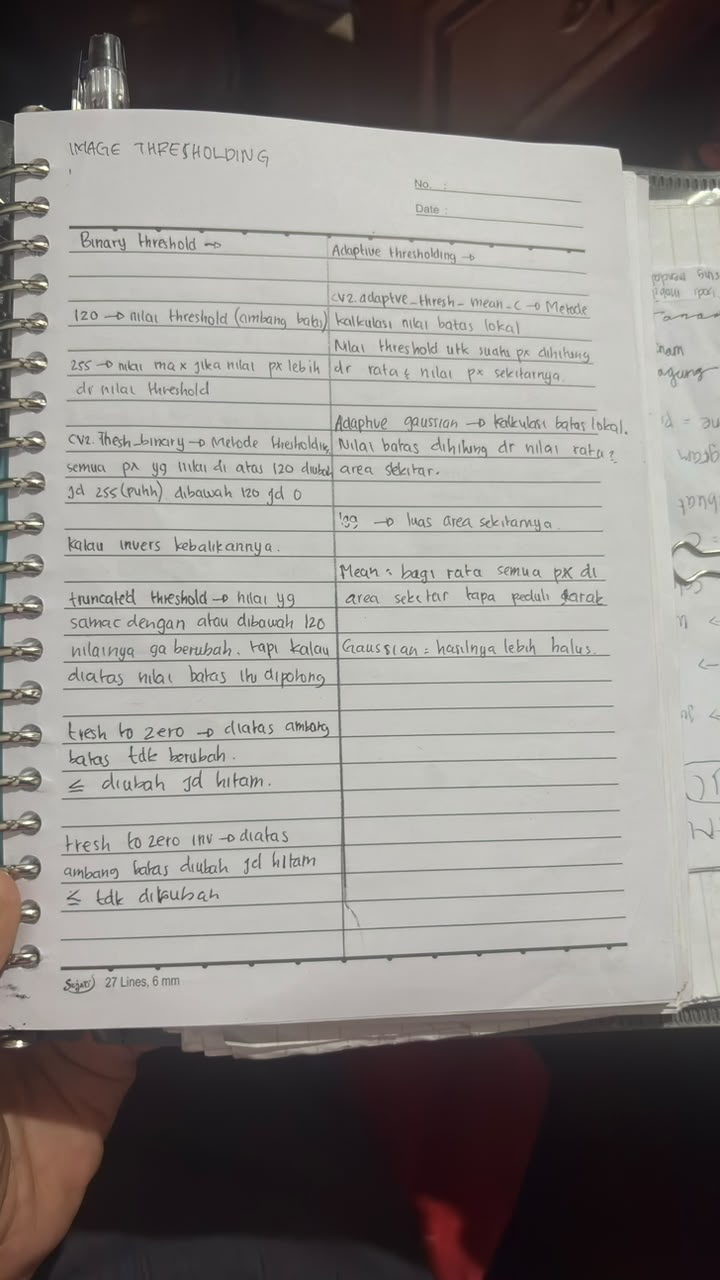 IMAGE THRESHOLDING
No. :
Date :
Binary threshold →
120 → nilai threshold (ambang batas)
255 → nilai max jika nilai px lebih
dr nilai threshold
cv2. Thesh_binary → Metode thesholding
semua px yg nilai di atas 120 diubah
jd 255 (putih) dibawah 120 jd 0
kalau invers kebalikannya.
truncated threshold → nilai yg
samac dengan atau dibawah 120
nilainya ga berubah. tapi kalau
diatas nilai batas itu dipotong
tresh to zero → diatas ambang
batas tdk berubah.
≤ diubah jd hitam.
tresh to zero inv → diatas
ambang batas diubah jd hitam
≤ tdk
Adaptive thresholding →
cv2.adaptve_thresh_mean_C → Metode
kalkulasi nilai batas lokal
Nilai threshold utk suatu px dihitung
dr rata² nilai px sekitarnya.
Adaptive gaussian → kalkulasi batas lokal.
Nilai batas dihitung dr nilai rata²
area sekitar.
→ luas area sekitarnya.
Mean : bagi rata semua px di
area sekitar tapa peduli jarak
Gaussian = hasilnya lebih halus.
27 Lines, 6 mm